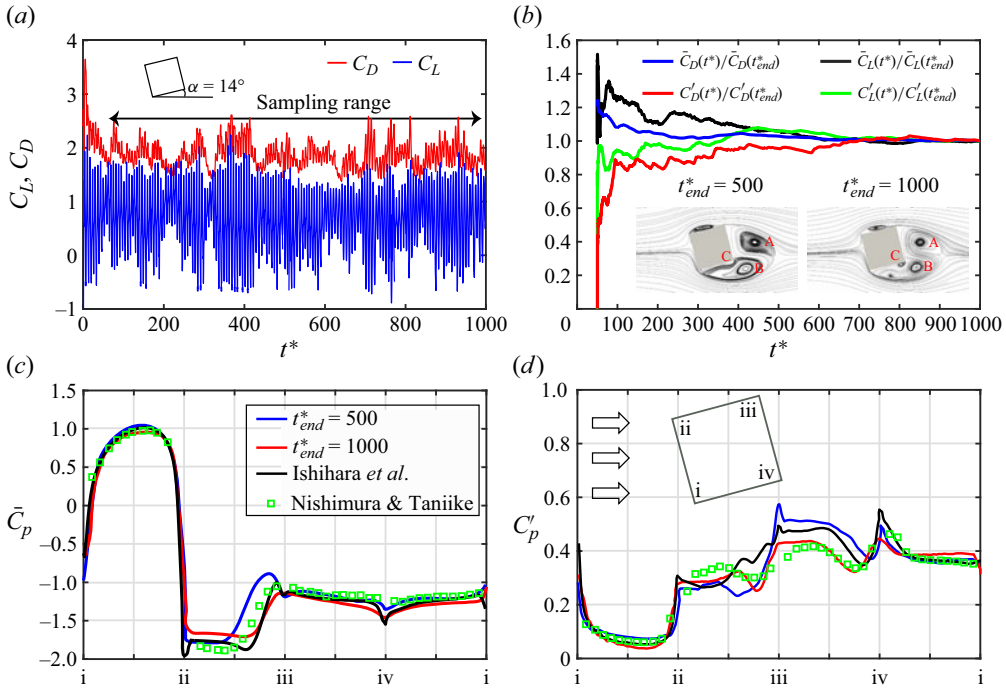 (a)
4
3
2
1
0
−1
C_L, C_D
C_D
C_L
α = 14°
Sampling range
0
200
400
600
800
1000
t*
(b)
1.6
1.4
1.2
1.0
0.8
0.6
0.4
0.2
C̄_D(t*)/C̄_D(t*_end)
C̄_L(t*)/C̄_L(t*_end)
C′_D(t*)/C′_D(t*_end)
C′_L(t*)/C′_L(t*_end)
t*_end = 500
t*_end = 1000
A
B
C
A
B
C
0
100
200
300
400
500
600
700
800
900
1000
t*
(c)
1.5
1.0
0.5
0
−0.5
−1.0
−1.5
−2.0
C̄_p
t*_end = 500
t*_end = 1000
Ishihara et al.
Nishimura & Taniike
i
ii
iii
iv
i
(d)
1.0
0.8
0.6
0.4
0.2
0
C′_p
iii
ii
iv
i
i
ii
iii
iv
i